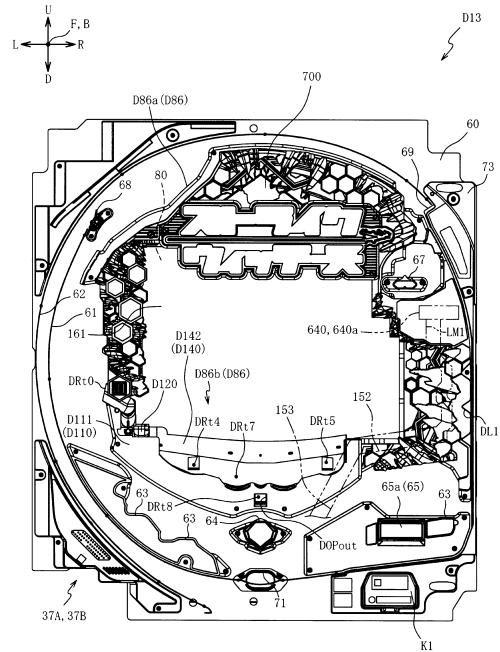 U
F, B
L
R
D
D13
D86a (D86)
700
60
69
73
80
68
67
62
61
161
640, 640a
LM1
D142
(D140)
DRt0
D120
D86b (D86)
DL1
153
152
D111
(D110)
DRt4
DRt7
DRt5
DRt8
63
63
64
65a (65)
63
DOPout
71
37A, 37B
K1